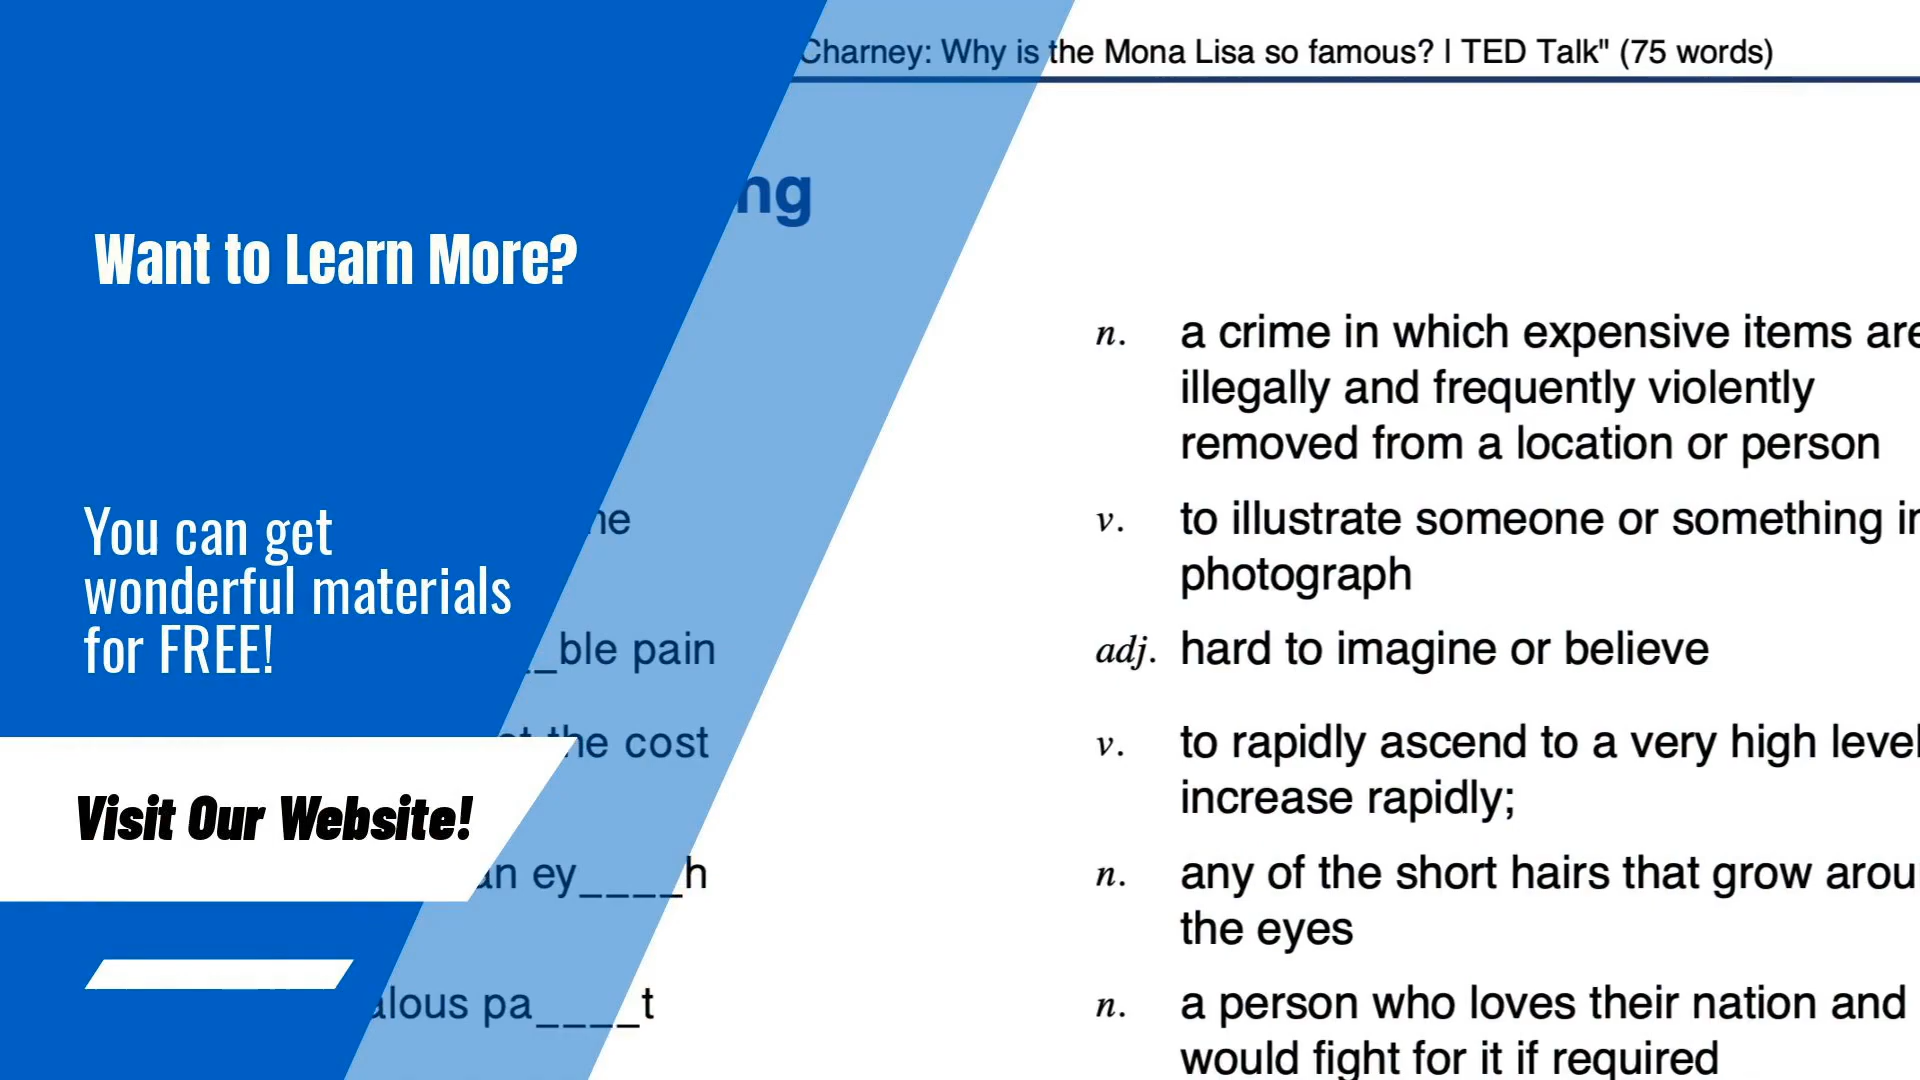 Charney: Why is the Mona Lisa so famous? | TED Talk" (75 words)
ng
Want to Learn More?
You can get
wonderful materials
for FREE!
Visit Our Website!
n. a crime in which expensive items are
illegally and frequently violently
removed from a location or person
v. to illustrate someone or something in
photograph
_ble pain
adj. hard to imagine or believe
the cost
v. to rapidly ascend to a very high level
increase rapidly;
an ey____h
n. any of the short hairs that grow arou
the eyes
alous pa____t
n. a person who loves their nation and
would fight for it if required